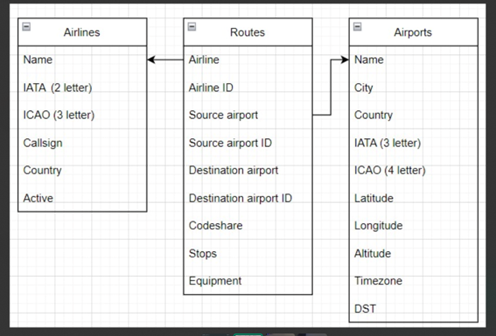 Airlines
Name
IATA (2 letter)
ICAO (3 letter)
Callsign
Country
Active
Routes
Airline
Airline ID
Source airport
Source airport ID
Destination airport
Destination airport ID
Codeshare
Stops
Equipment
Airports
Name
City
Country
IATA (3 letter)
ICAO (4 letter)
Latitude
Longitude
Altitude
Timezone
DST